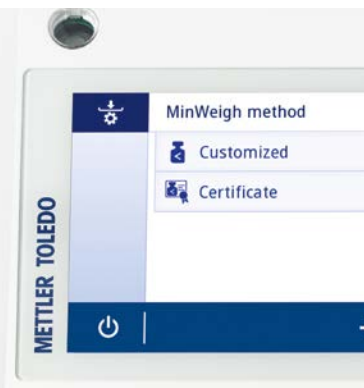 MinWeigh method
Customized
Certificate
METTLER TOLEDO